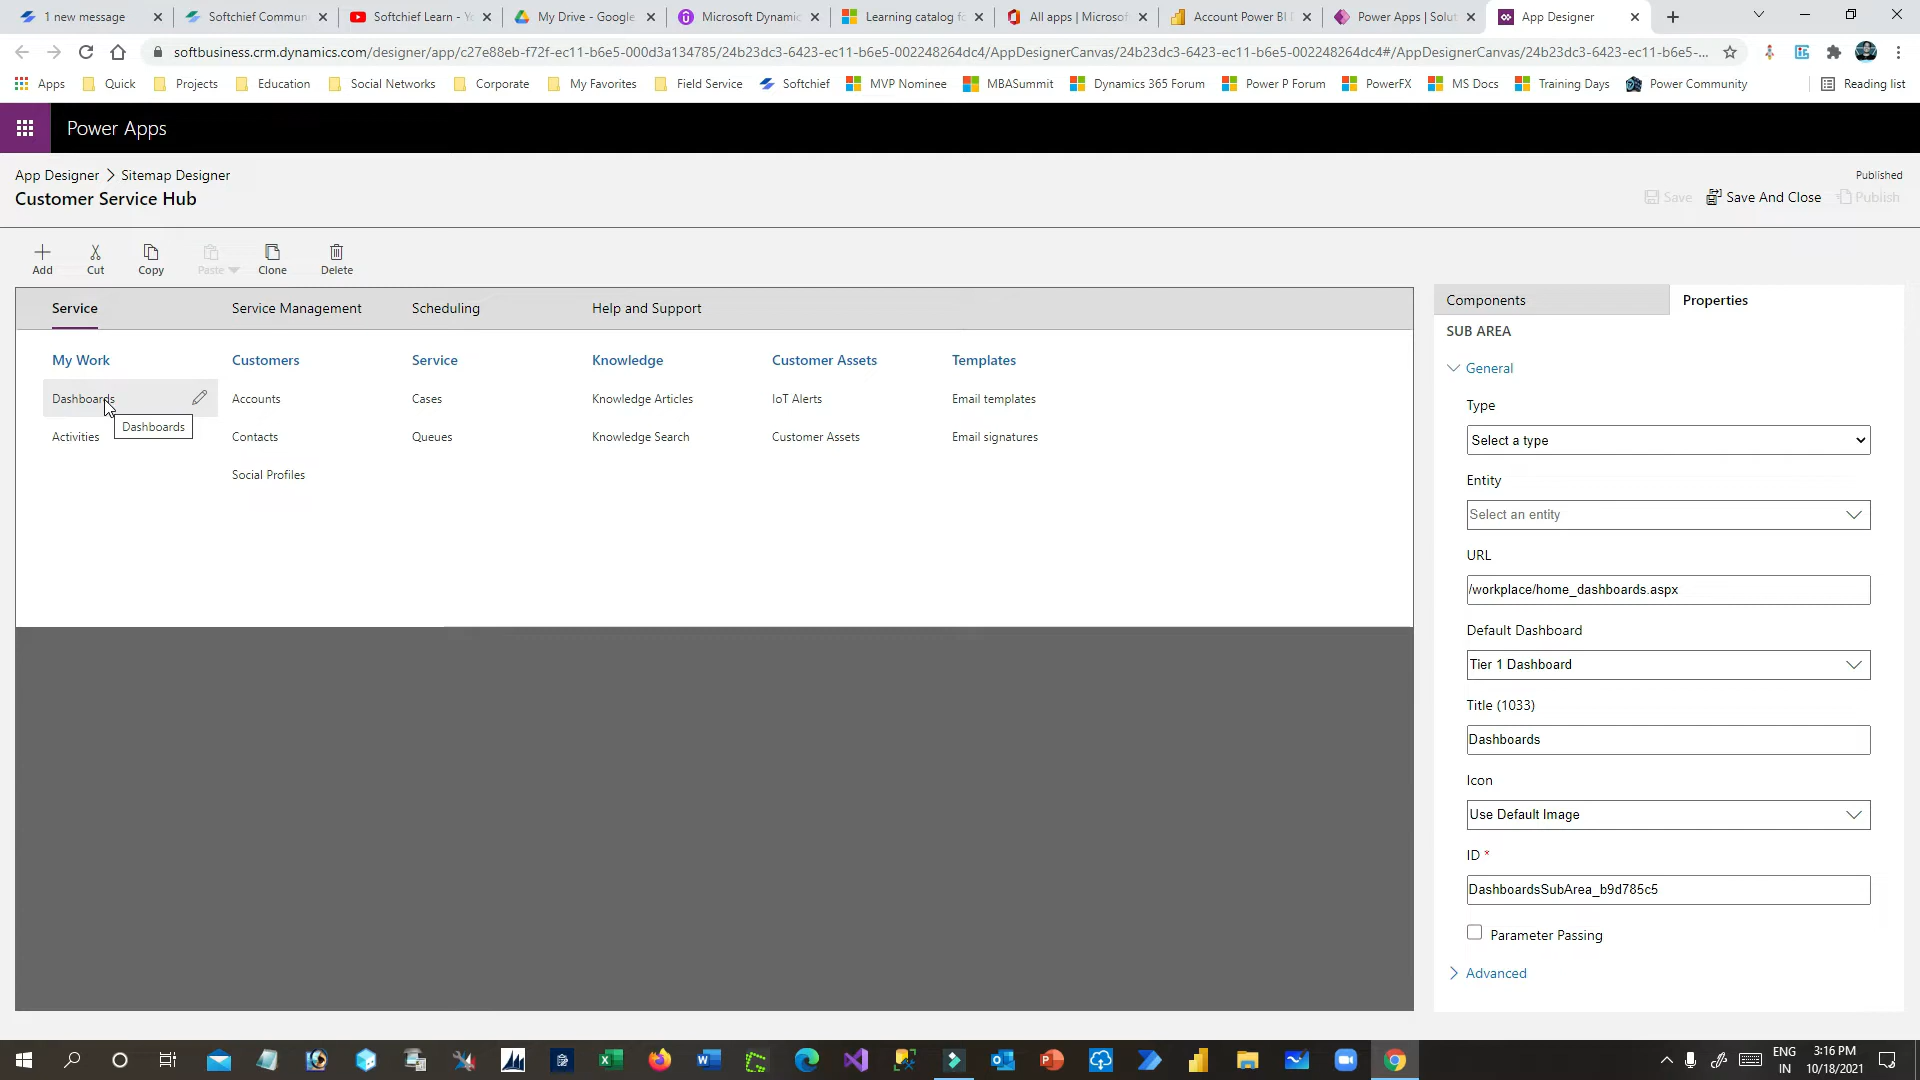 1 new message
Softchief Commun
Softchief Learn - Y
My Drive - Google
Microsoft Dynamic
Learning catalog fo
All apps | Microsof
Account Power BI D
Power Apps | Solut
App Designer
softbusiness.crm.dynamics.com/designer/app/c27e88eb-f72f-ec11-b6e5-000d3a134785/24b23dc3-6423-ec11-b6e5-002248264dc4/AppDesignerCanvas/24b23dc3-6423-ec11-b6e5-002248264dc4#/AppDesignerCanvas/24b23dc3-6423-ec11-b6e5-...
Apps
Quick
Projects
Education
Social Networks
Corporate
My Favorites
Field Service
Softchief
MVP Nominee
MBASummit
Dynamics 365 Forum
Power P Forum
PowerFX
MS Docs
Training Days
Power Community
Reading list
Power Apps
App Designer > Sitemap Designer
Published
Customer Service Hub
Save
Save And Close
Publish
Add
Cut
Copy
Paste
Clone
Delete
Service
Service Management
Scheduling
Help and Support
My Work
Customers
Service
Knowledge
Customer Assets
Templates
Dashboards
Accounts
Cases
Knowledge Articles
IoT Alerts
Email templates
Dashboards
Activities
Contacts
Queues
Knowledge Search
Customer Assets
Email signatures
Social Profiles
Components
Properties
SUB AREA
General
Type
Select a type
Entity
Select an entity
URL
/workplace/home_dashboards.aspx
Default Dashboard
Tier 1 Dashboard
Title (1033)
Dashboards
Icon
Use Default Image
ID *
DashboardsSubArea_b9d785c5
Parameter Passing
Advanced
ENG
IN
3:16 PM
10/18/2021